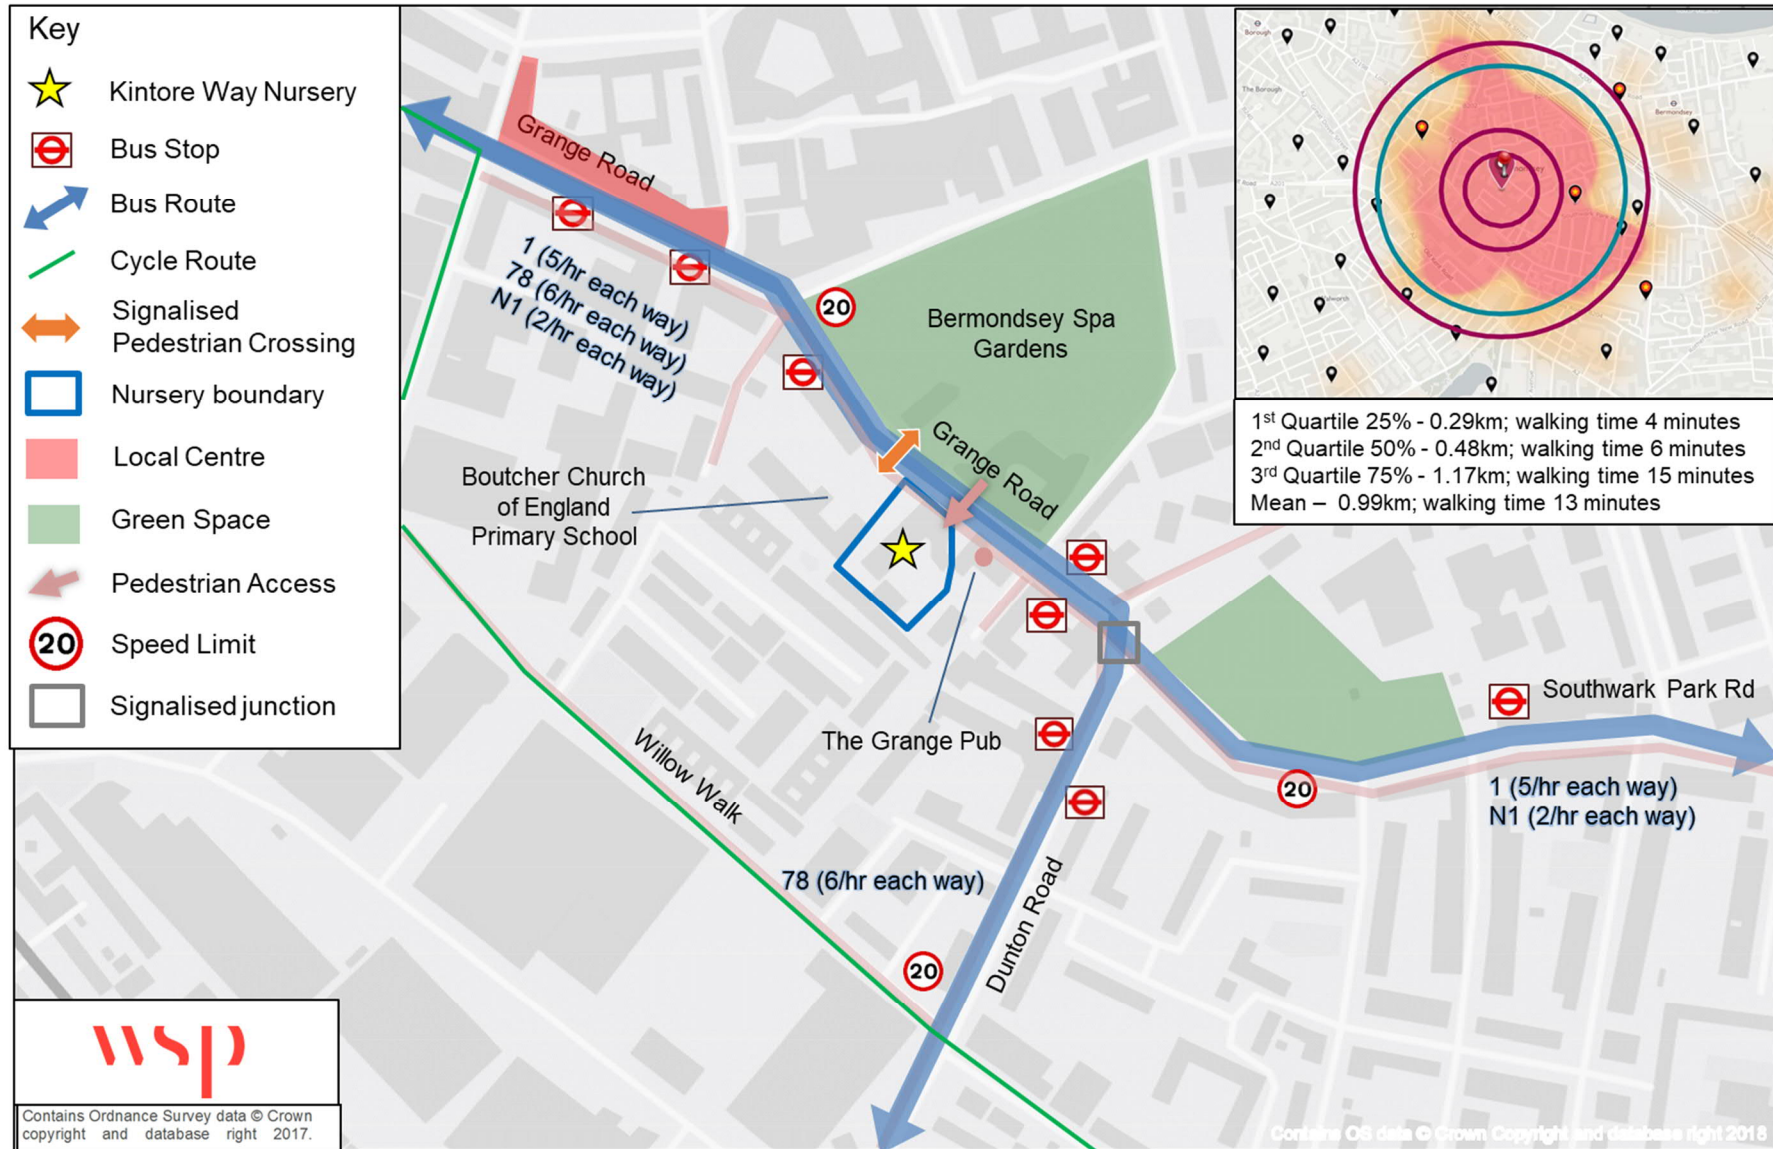 Key
Kintore Way Nursery
Bus Stop
Bus Route
Cycle Route
Signalised
Pedestrian Crossing
Nursery boundary
Local Centre
Green Space
Pedestrian Access
20
Speed Limit
Signalised junction
wsp
Contains Ordnance Survey data © Crown
copyright and database right 2017.
Grange Road
1 (5/hr each way)
78 (6/hr each way)
N1 (2/hr each way)
20
Bermondsey Spa
Gardens
Grange Road
Boutcher Church
of England
Primary School
The Grange Pub
Willow Walk
78 (6/hr each way)
20
Dunton Road
Southwark Park Rd
20
1 (5/hr each way)
N1 (2/hr each way)
Borough
The Borough
Bermondsey
1st Quartile 25% - 0.29km; walking time 4 minutes
2nd Quartile 50% - 0.48km; walking time 6 minutes
3rd Quartile 75% - 1.17km; walking time 15 minutes
Mean – 0.99km; walking time 13 minutes
Contains OS data © Crown Copyright and database right 2018